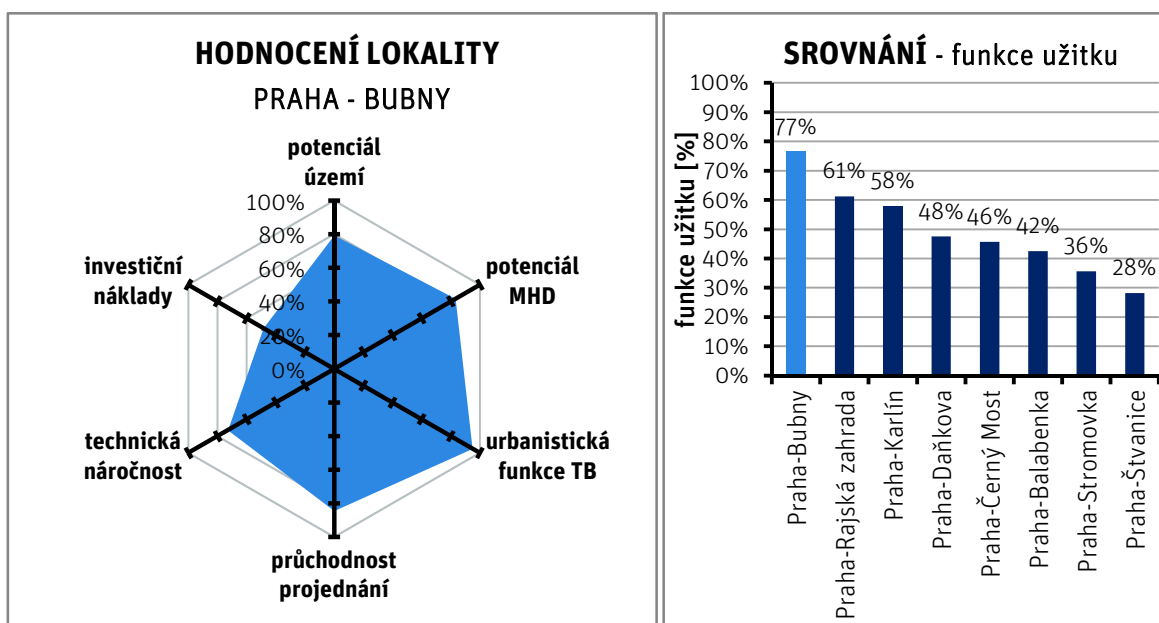 HODNOCENÍ LOKALITY
PRAHA - BUBNY
potenciál
území
100%
80%
60%
40%
20%
0%
potenciál
MHD
urbanistická
funkce TB
průchodnost
projednání
technická
náročnost
investiční
náklady
SROVNÁNÍ - funkce užitku
funkce užitku [%]
100%
90%
80%
70%
60%
50%
40%
30%
20%
10%
0%
77%
61%
58%
48%
46%
42%
36%
28%
Praha-Bubny
Praha-Rajská zahrada
Praha-Karlín
Praha-Daňkova
Praha-Černý Most
Praha-Balabenka
Praha-Stromovka
Praha-Štvanice